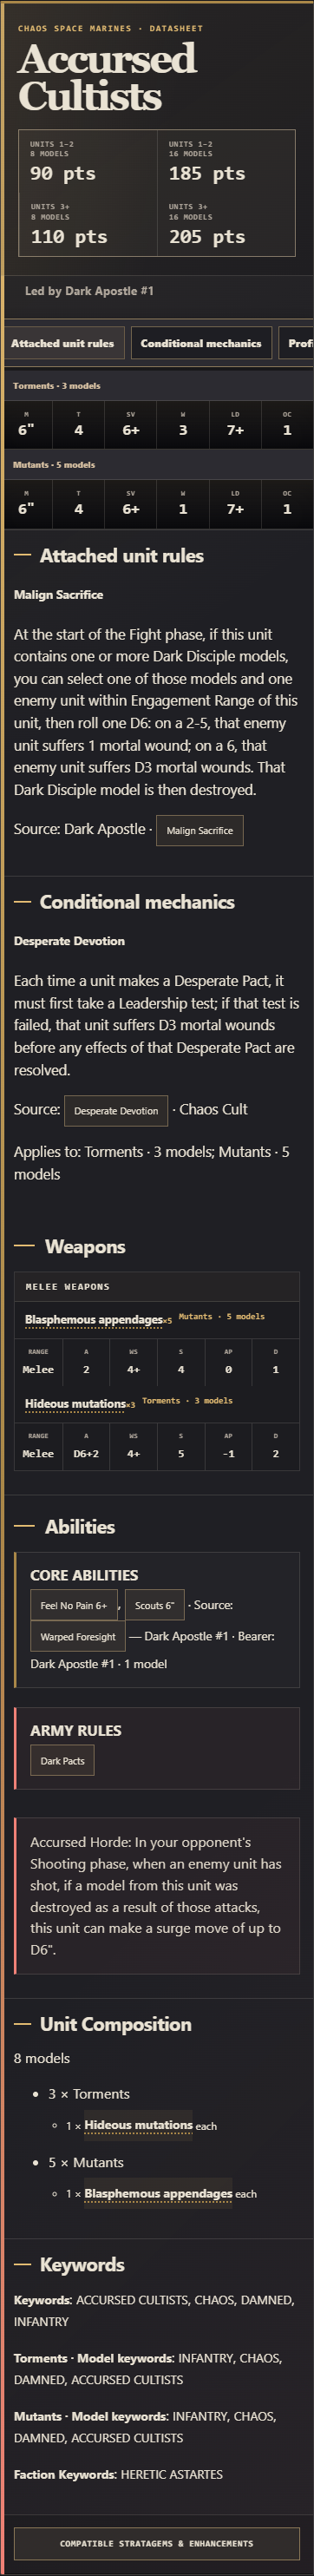 CHAOS SPACE MARINES · DATASHEET
Accursed
Cultists
UNITS 1–2
8 MODELS
90 pts
UNITS 1–2
16 MODELS
185 pts
UNITS 3+
8 MODELS
110 pts
UNITS 3+
16 MODELS
205 pts
Led by Dark Apostle #1
Attached unit rules
Conditional mechanics
Profi
Torments · 3 models
M T SV W LD OC
6" 4 6+ 3 7+ 1
Mutants · 5 models
M T SV W LD OC
6" 4 6+ 1 7+ 1
Attached unit rules
Malign Sacrifice
At the start of the Fight phase, if this unit
contains one or more Dark Disciple models,
you can select one of those models and one
enemy unit within Engagement Range of this
unit, then roll one D6: on a 2-5, that enemy
unit suffers 1 mortal wound; on a 6, that
enemy unit suffers D3 mortal wounds. That
Dark Disciple model is then destroyed.
Source: Dark Apostle · Malign Sacrifice
Conditional mechanics
Desperate Devotion
Each time a unit makes a Desperate Pact, it
must first take a Leadership test; if that test is
failed, that unit suffers D3 mortal wounds
before any effects of that Desperate Pact are
resolved.
Source: Desperate Devotion · Chaos Cult
Applies to: Torments · 3 models; Mutants · 5
models
Weapons
MELEE WEAPONS
Blasphemous appendages×5 Mutants · 5 models
RANGE A WS S AP D
Melee 2 4+ 4 0 1
Hideous mutations×3 Torments · 3 models
RANGE A WS S AP D
Melee D6+2 4+ 5 -1 2
Abilities
CORE ABILITIES
Feel No Pain 6+, Scouts 6" · Source:
Warped Foresight — Dark Apostle #1 · Bearer:
Dark Apostle #1 · 1 model
ARMY RULES
Dark Pacts
Accursed Horde: In your opponent's
Shooting phase, when an enemy unit has
shot, if a model from this unit was
destroyed as a result of those attacks,
this unit can make a surge move of up to
D6".
Unit Composition
8 models
• 3 × Torments
◦ 1 × Hideous mutations each
• 5 × Mutants
◦ 1 × Blasphemous appendages each
Keywords
Keywords: ACCURSED CULTISTS, CHAOS, DAMNED,
INFANTRY
Torments · Model keywords: INFANTRY, CHAOS,
DAMNED, ACCURSED CULTISTS
Mutants · Model keywords: INFANTRY, CHAOS,
DAMNED, ACCURSED CULTISTS
Faction Keywords: HERETIC ASTARTES
COMPATIBLE STRATAGEMS & ENHANCEMENTS